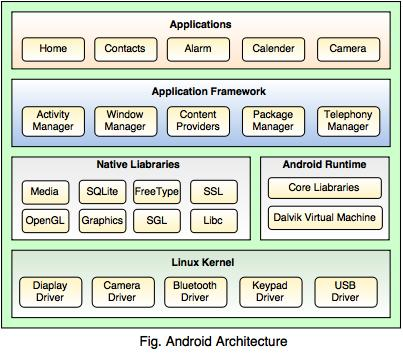 Applications
Home Contacts Alarm Calender Camera
Application Framework
Activity Manager
Window Manager
Content Providers
Package Manager
Telephony Manager
Native Liabraries
Media SQLite FreeType SSL
OpenGL Graphics SGL Libc
Android Runtime
Core Liabraries
Dalvik Virtual Machine
Linux Kernel
Diaplay Driver
Camera Driver
Bluetooth Driver
Keypad Driver
USB Driver
Fig. Android Architecture